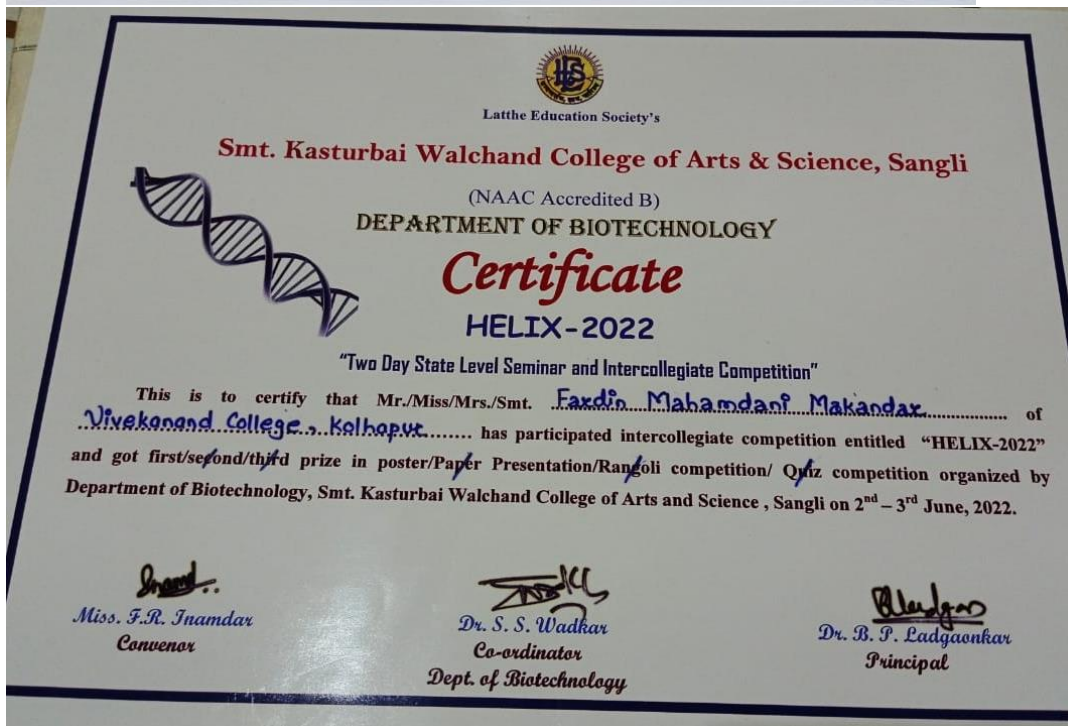 LES
Latthe Education Society's
Smt. Kasturbai Walchand College of Arts & Science, Sangli
(NAAC Accredited B)
DEPARTMENT OF BIOTECHNOLOGY
Certificate
HELIX-2022
"Two Day State Level Seminar and Intercollegiate Competition"
This is to certify that Mr./Miss/Mrs./Smt. Fardin Mahamdani Makandar of
Vivekanand College, Kolhapur has participated intercollegiate competition entitled "HELIX-2022"
and got first/second/third prize in poster/Paper Presentation/Rangoli competition/ Quiz competition organized by
Department of Biotechnology, Smt. Kasturbai Walchand College of Arts and Science , Sangli on 2nd – 3rd June, 2022.
Miss. F.R. Inamdar
Convenor
Dr. S. S. Wadkar
Co-ordinator
Dept. of Biotechnology
Dr. B. P. Ladgaonkar
Principal